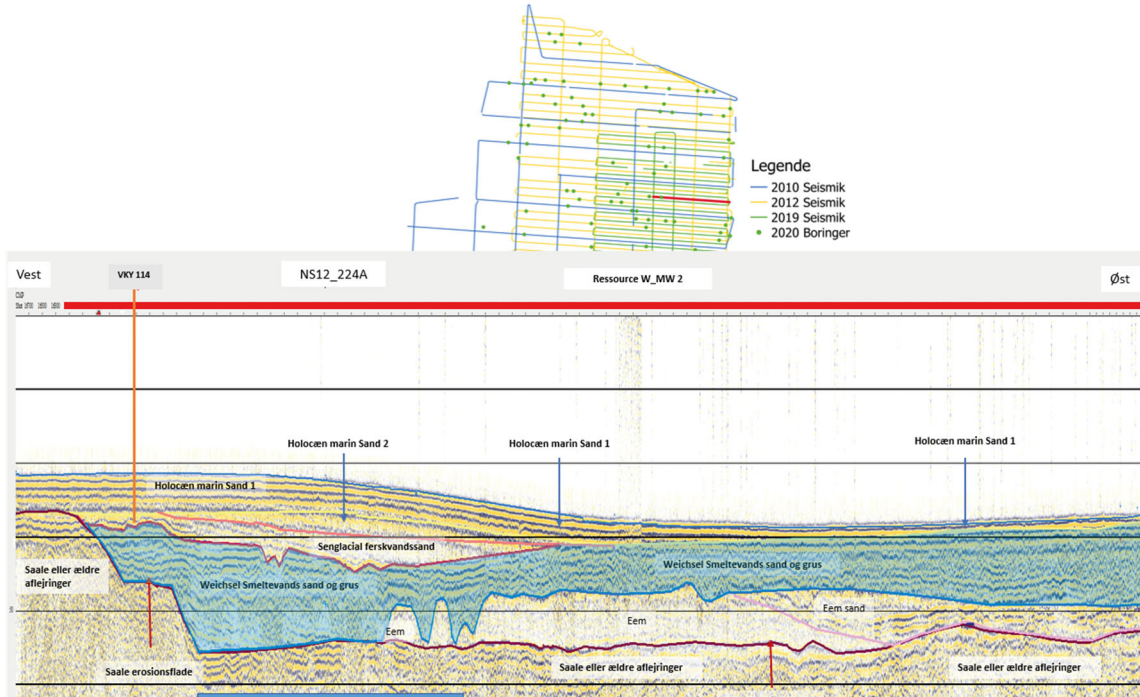 Legende
2010 Seismik
2012 Seismik
2019 Seismik
2020 Boringer
Vest
VKY 114
NS12_224A
Ressource W_MW 2
Øst
Holocæn marin Sand 2
Holocæn marin Sand 1
Holocæn marin Sand 1
Holocæn marin Sand 1
Senglacial ferskvandssand
Saale eller ældre
aflejringer
Weichsel Smeltevands sand og grus
Weichsel Smeltevands sand og grus
Eem sand
Eem
Eem
Saale erosionsflade
Saale eller ældre aflejringer
Saale eller ældre aflejringer